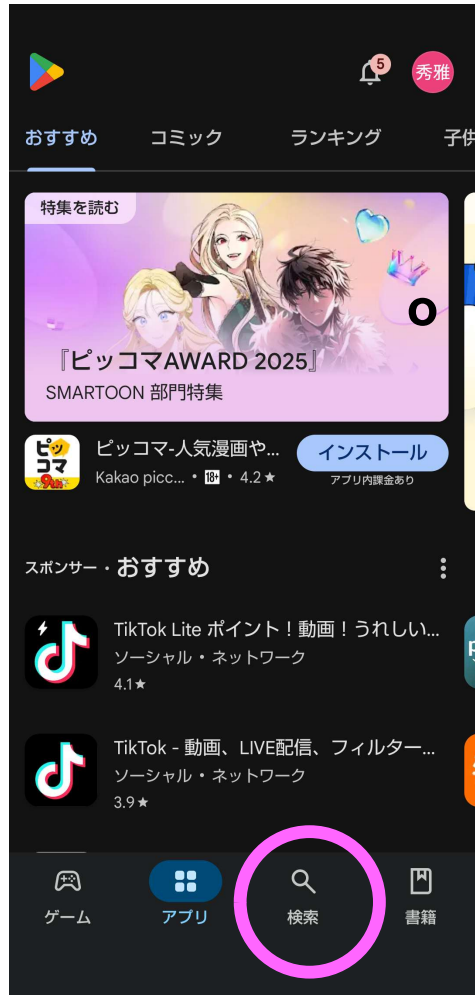 5
秀雅
おすすめ
コミック
ランキング
子供
特集を読む
o
『ピッコマAWARD 2025』
SMARTOON 部門特集
ピッコマ
9th
ピッコマ-人気漫画や...
インストール
Kakao picc... • 18+ • 4.2★
アプリ内課金あり
スポンサー・おすすめ
TikTok Lite ポイント！動画！うれしい...
ソーシャル・ネットワーク
4.1★
TikTok - 動画、LIVE配信、フィルター...
ソーシャル・ネットワーク
3.9★
ゲーム
アプリ
検索
書籍